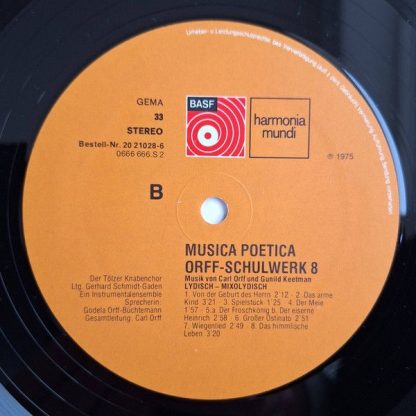 Urheber- u. Leistungsschutzrechte
GEMA
33
STEREO
Bestell-Nr. 20 21028-6
0666 666.S 2
BASF
harmonia
mundi
℗ 1975
B
MUSICA POETICA
ORFF-SCHULWERK 8
Musik von Carl Orff und Gunild Keetman
LYDISCH – MIXOLYDISCH
1. Von der Geburt des Herrn 2'12 - 2. Das arme
Kind 3'21 - 3. Spielstück 1'01 - 4. Der Maie
1'57 - 5.a. Der Froschkönig b. Der eiserne
Heinrich 2'58 - 6. Großer Ostinato 2'51
7. Wiegenlied 2'49 - 8. Das himmlische
Leben 3'20
Der Tölzer Knabenchor
Ltg. Gerhard Schmidt-Gaden
Ein Instrumentalensemble
Sprecherin:
Godela Orff-Büchtemann
Gesamtleitung: Carl Orff